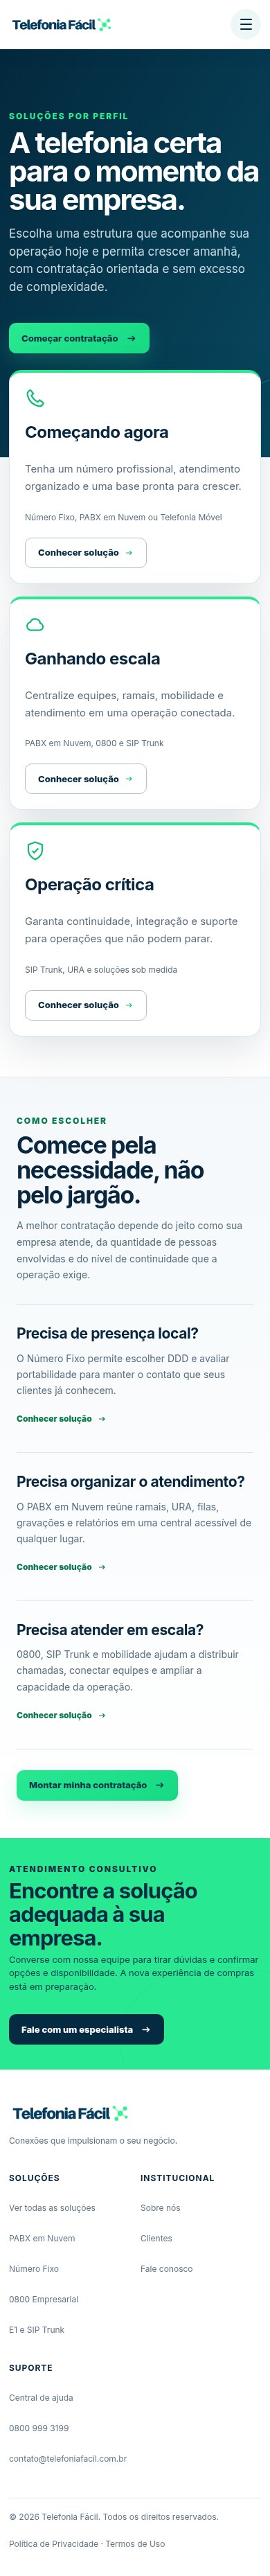 Telefonia Fácil
SOLUÇÕES POR PERFIL
A telefonia certa
para o momento da
sua empresa.
Escolha uma estrutura que acompanhe sua
operação hoje e permita crescer amanhã,
com contratação orientada e sem excesso
de complexidade.
Começar contratação →
Começando agora
Tenha um número profissional, atendimento
organizado e uma base pronta para crescer.
Número Fixo, PABX em Nuvem ou Telefonia Móvel
Conhecer solução →
Ganhando escala
Centralize equipes, ramais, mobilidade e
atendimento em uma operação conectada.
PABX em Nuvem, 0800 e SIP Trunk
Conhecer solução →
Operação crítica
Garanta continuidade, integração e suporte
para operações que não podem parar.
SIP Trunk, URA e soluções sob medida
Conhecer solução →
COMO ESCOLHER
Comece pela
necessidade, não
pelo jargão.
A melhor contratação depende do jeito como sua
empresa atende, da quantidade de pessoas
envolvidas e do nível de continuidade que a
operação exige.
Precisa de presença local?
O Número Fixo permite escolher DDD e avaliar
portabilidade para manter o contato que seus
clientes já conhecem.
Conhecer solução →
Precisa organizar o atendimento?
O PABX em Nuvem reúne ramais, URA, filas,
gravações e relatórios em uma central acessível de
qualquer lugar.
Conhecer solução →
Precisa atender em escala?
0800, SIP Trunk e mobilidade ajudam a distribuir
chamadas, conectar equipes e ampliar a
capacidade da operação.
Conhecer solução →
Montar minha contratação →
ATENDIMENTO CONSULTIVO
Encontre a solução
adequada à sua
empresa.
Converse com nossa equipe para tirar dúvidas e confirmar
opções e disponibilidade. A nova experiência de compras
está em preparação.
Fale com um especialista →
Telefonia Fácil
Conexões que impulsionam o seu negócio.
SOLUÇÕES
Ver todas as soluções
PABX em Nuvem
Número Fixo
0800 Empresarial
E1 e SIP Trunk
INSTITUCIONAL
Sobre nós
Clientes
Fale conosco
SUPORTE
Central de ajuda
0800 999 3199
contato@telefoniafacil.com.br
© 2026 Telefonia Fácil. Todos os direitos reservados.
Política de Privacidade · Termos de Uso